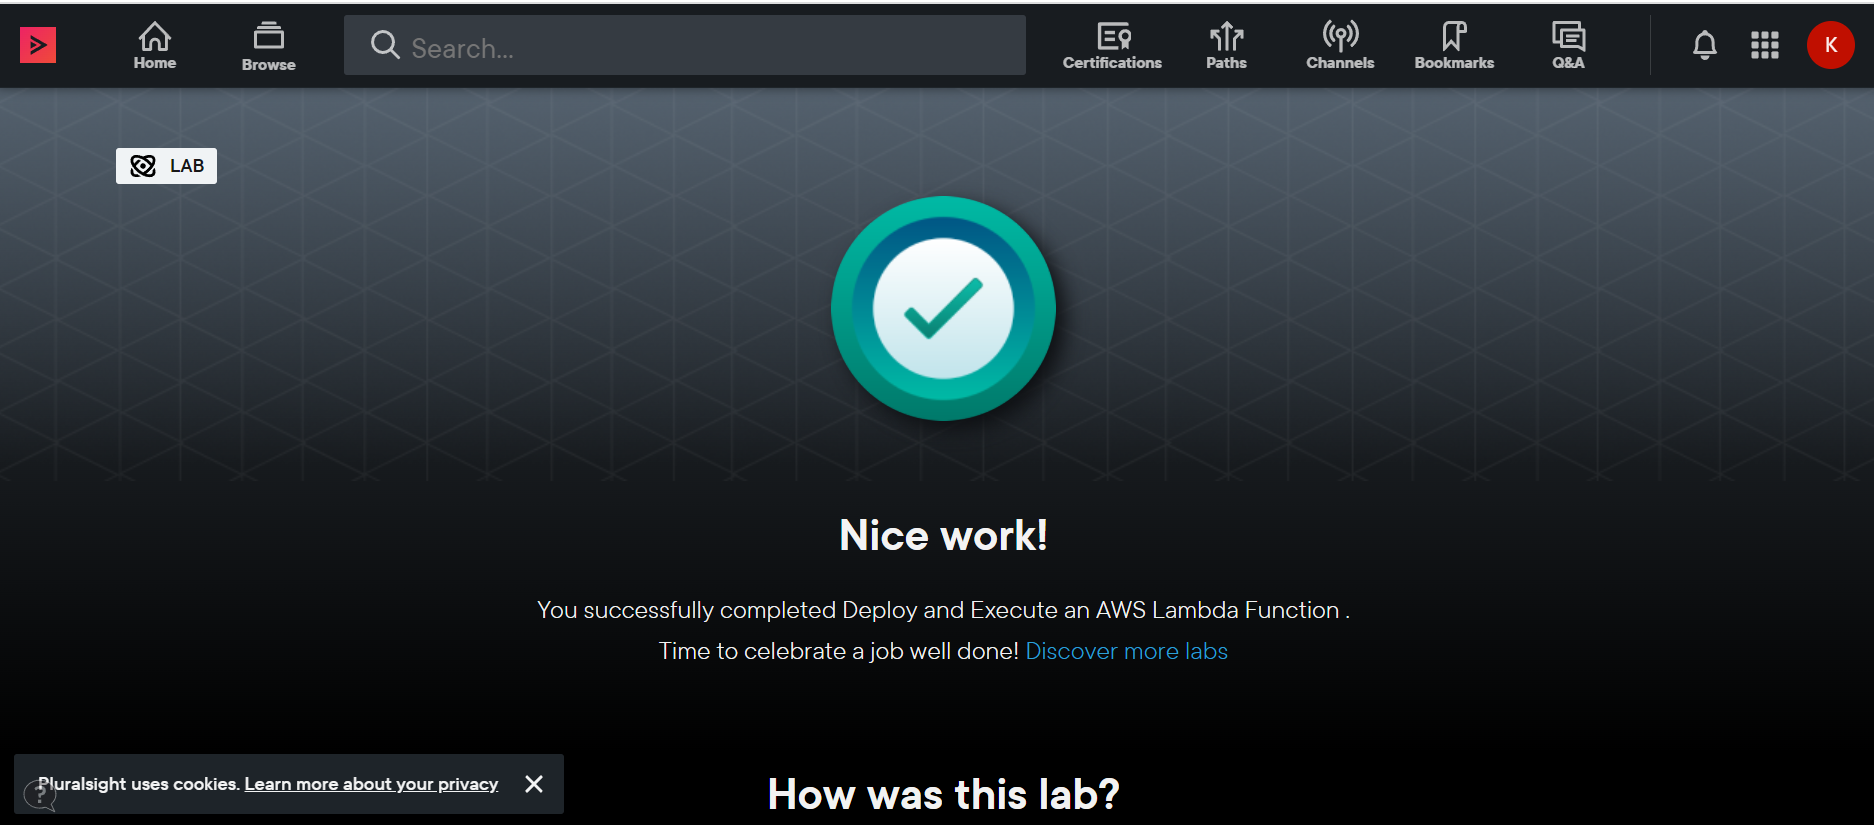 Home
Browse
Search...
Certifications
Paths
Channels
Bookmarks
Q&A
K
LAB
Nice work!
You successfully completed Deploy and Execute an AWS Lambda Function .
Time to celebrate a job well done! Discover more labs
Pluralsight uses cookies. Learn more about your privacy
?
How was this lab?